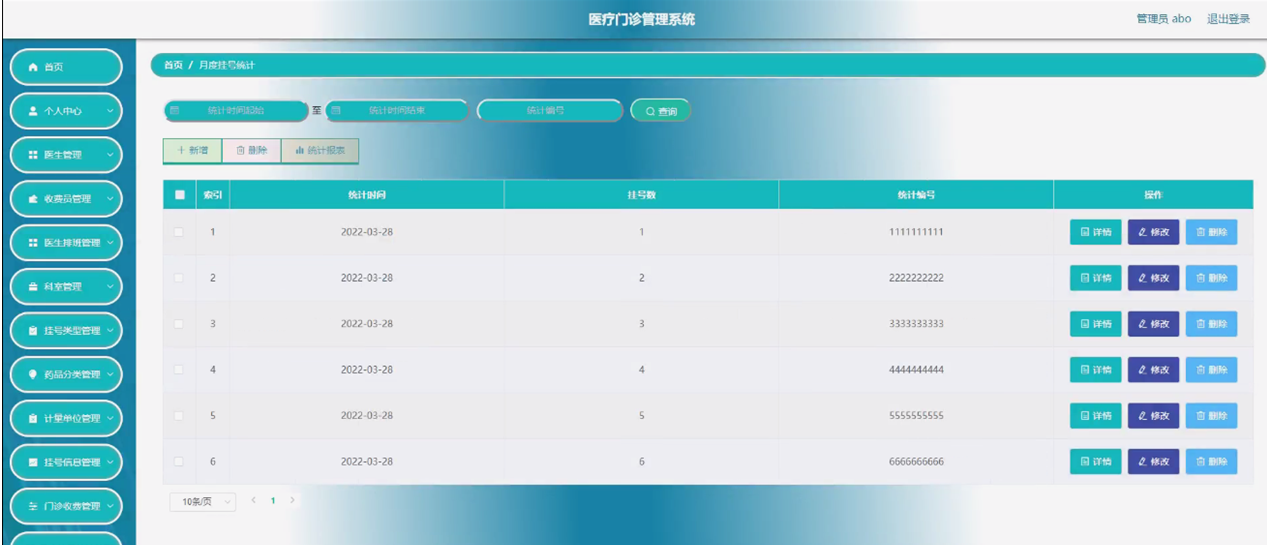 医疗门诊管理系统
管理员 abo 退出登录
首页
个人中心
医生管理
收费员管理
医生排班管理
科室管理
挂号类型管理
药品分类管理
计量单位管理
挂号信息管理
门诊收费管理
首页 / 月度挂号统计
统计时间起始 至 统计时间结束 统计编号 查询
新增 删除 统计报表
索引 统计时间 挂号数 统计编号 操作
1 2022-03-28 1 1111111111 详情 修改 删除
2 2022-03-28 2 2222222222 详情 修改 删除
3 2022-03-28 3 3333333333 详情 修改 删除
4 2022-03-28 4 4444444444 详情 修改 删除
5 2022-03-28 5 5555555555 详情 修改 删除
6 2022-03-28 6 6666666666 详情 修改 删除
10条/页 < 1 >